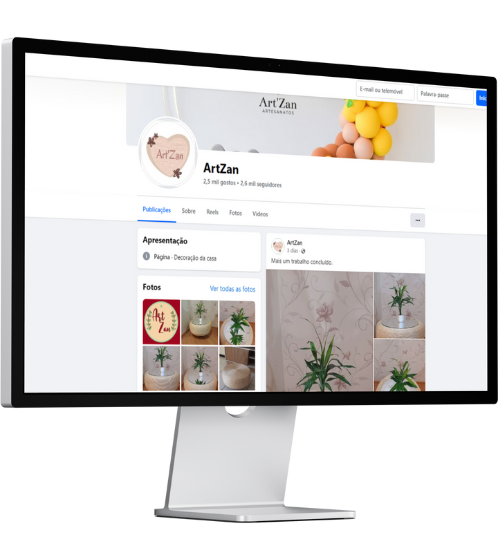 E-mail ou telemóvel
Palavra-passe
Inic
Art'Zan
ARTESANATOS
Art'Zan
ArtZan
2,5 mil gostos • 2,6 mil seguidores
Publicações Sobre Reels Fotos Vídeos
Apresentação
Página · Decoração da casa
Fotos
Ver todas as fotos
Art
Zan
ArtZan
3 dias ·
Mais um trabalho concluído.